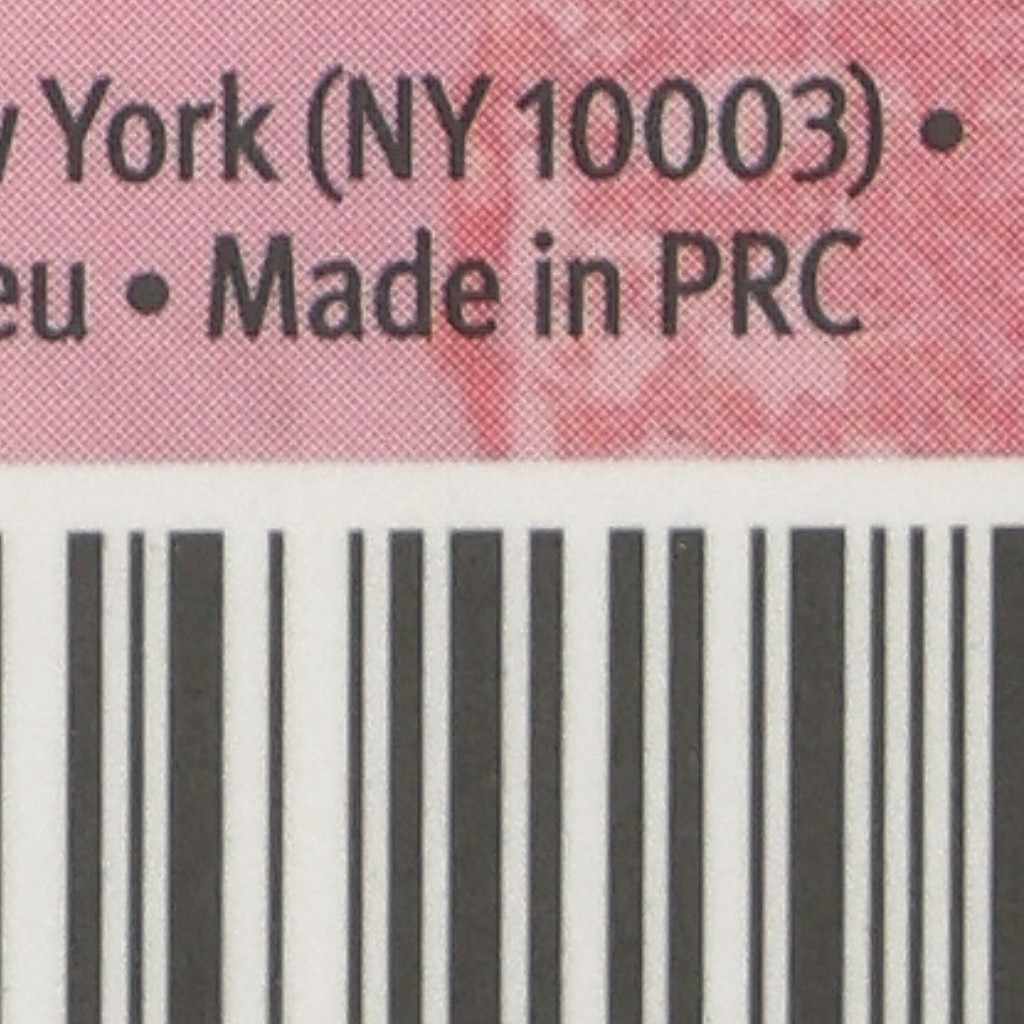 York (NY 10003) •
eu • Made in PRC